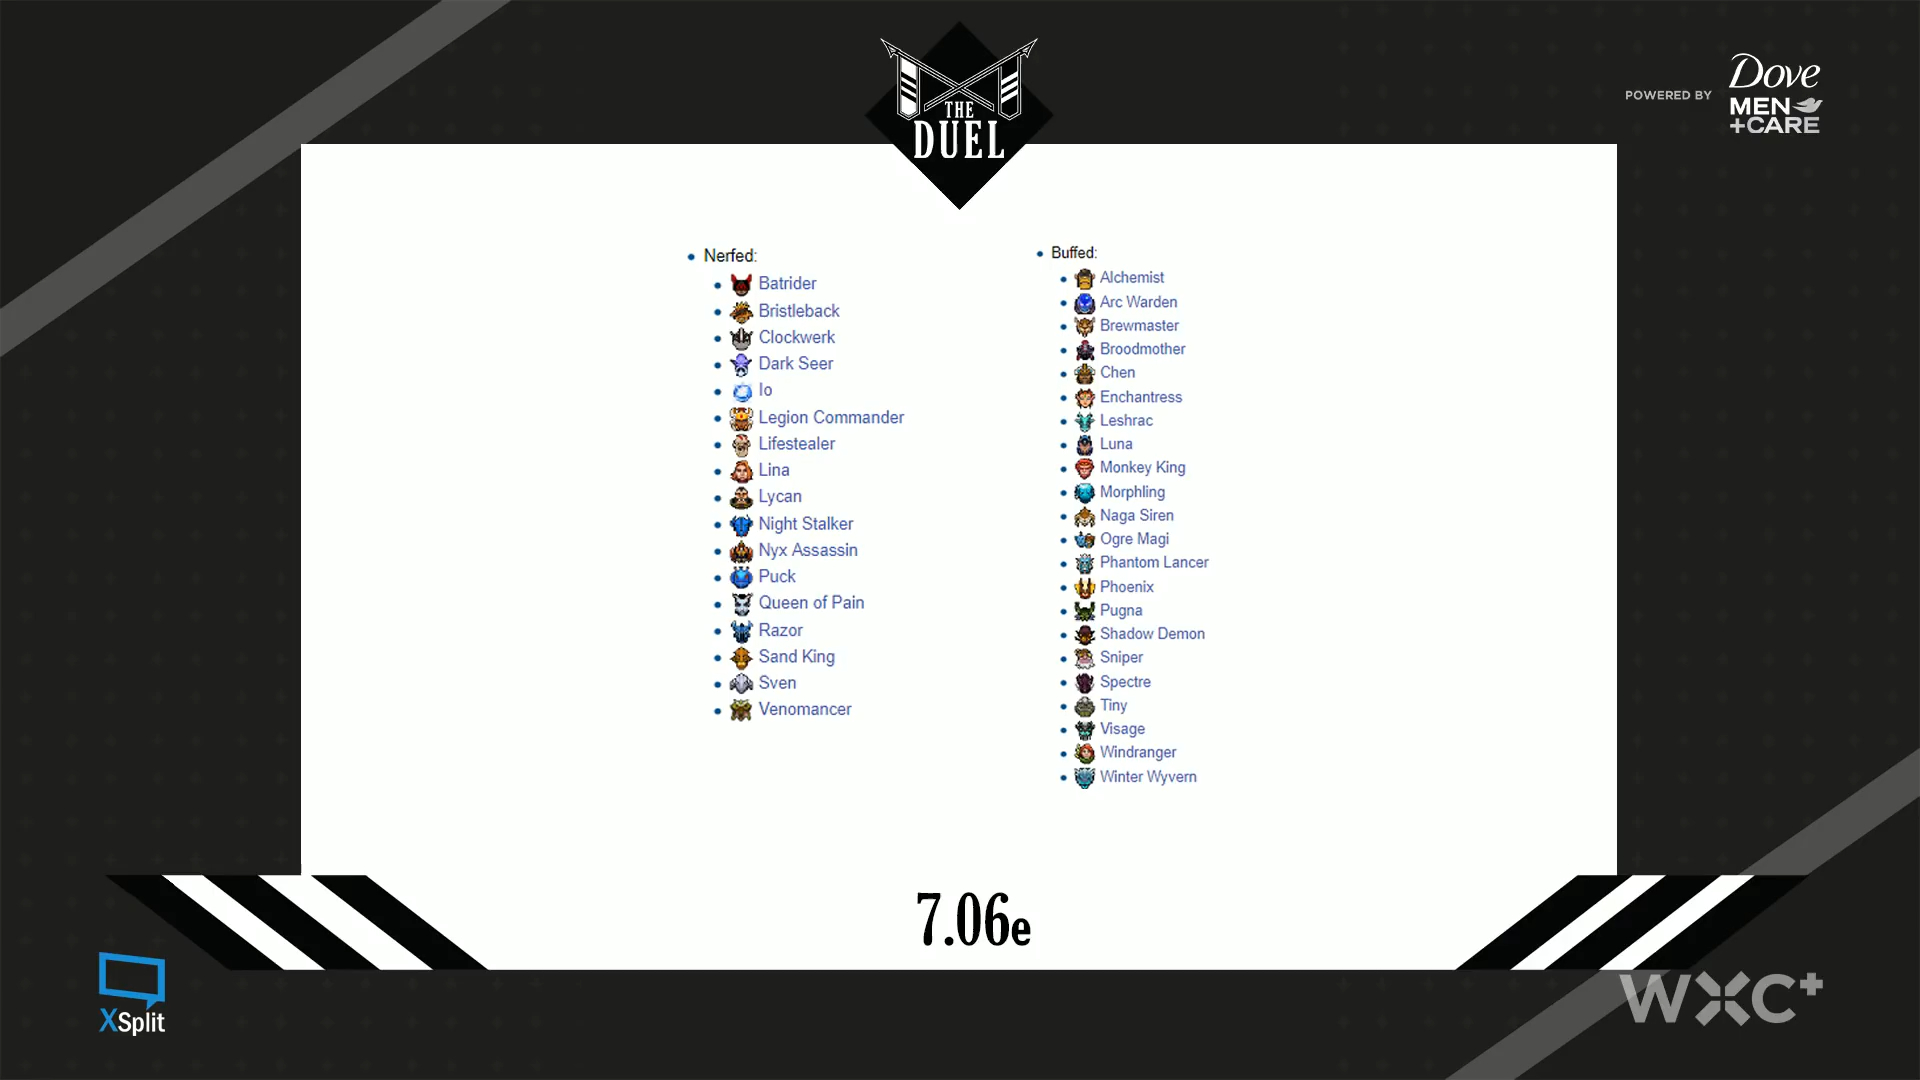 THE
DUEL
POWERED BY
Dove
MEN
+CARE
Nerfed:
Batrider
Bristleback
Clockwerk
Dark Seer
Io
Legion Commander
Lifestealer
Lina
Lycan
Night Stalker
Nyx Assassin
Puck
Queen of Pain
Razor
Sand King
Sven
Venomancer
Buffed:
Alchemist
Arc Warden
Brewmaster
Broodmother
Chen
Enchantress
Leshrac
Luna
Monkey King
Morphling
Naga Siren
Ogre Magi
Phantom Lancer
Phoenix
Pugna
Shadow Demon
Sniper
Spectre
Tiny
Visage
Windranger
Winter Wyvern
7.06e
XSplit
WXC+